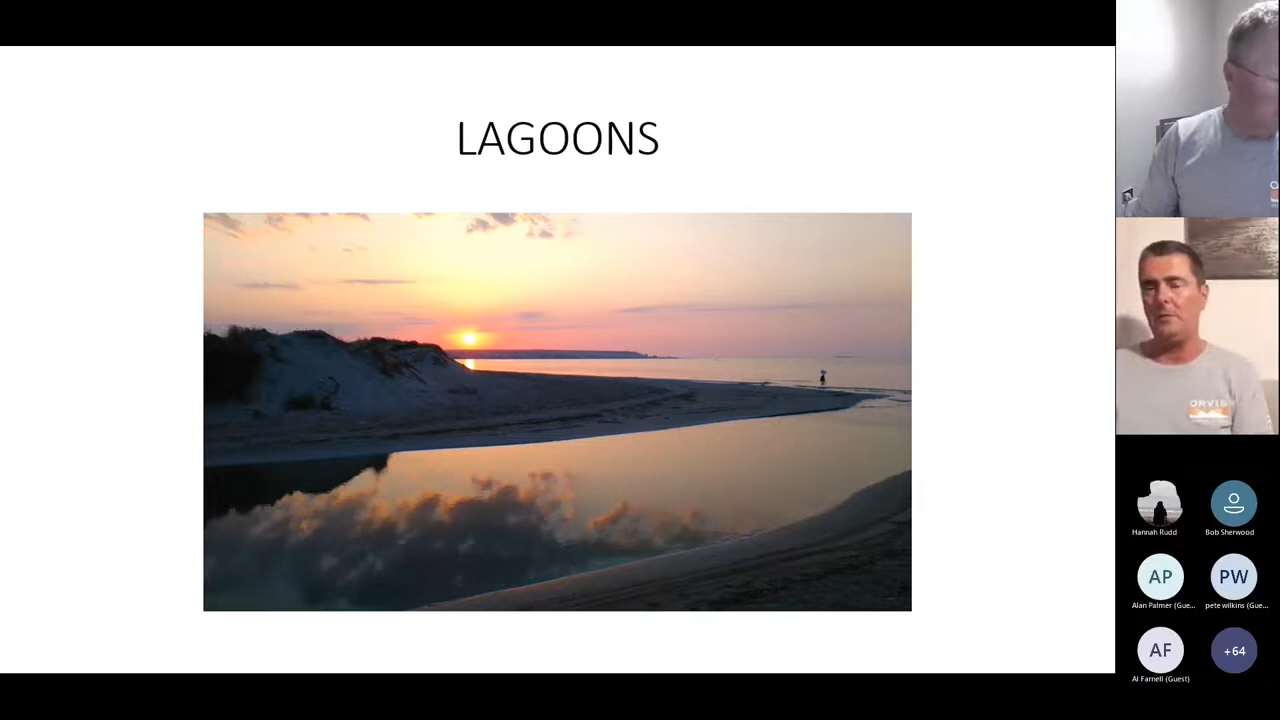 LAGOONS
ORVIS
Hannah Rudd
Bob Sherwood
AP
PW
Alan Palmer (Gue...
pete wilkins (Gue...
AF
+64
Al Farnell (Guest)